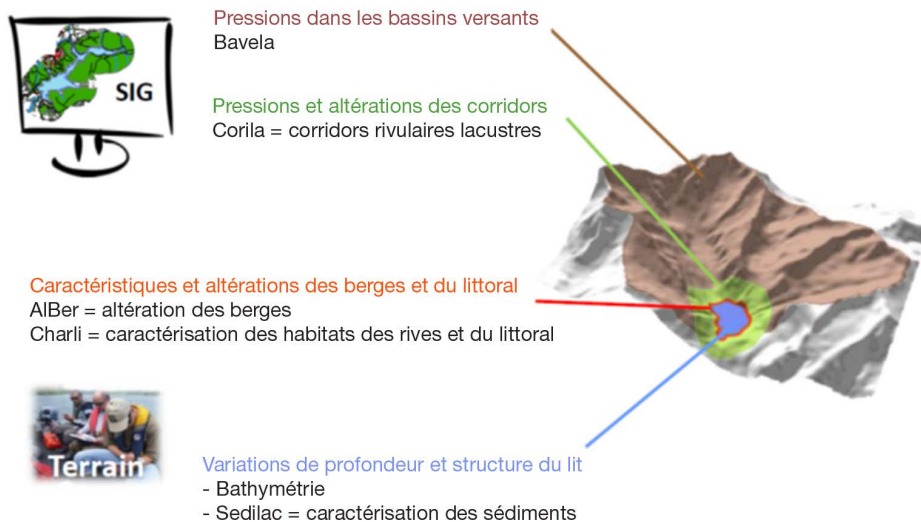 Pressions dans les bassins versants
Bavela
SIG
Pressions et altérations des corridors
Corila = corridors rivulaires lacustres
Caractéristiques et altérations des berges et du littoral
AlBer = altération des berges
Charli = caractérisation des habitats des rives et du littoral
Terrain
Variations de profondeur et structure du lit
- Bathymétrie
- Sedilac = caractérisation des sédiments